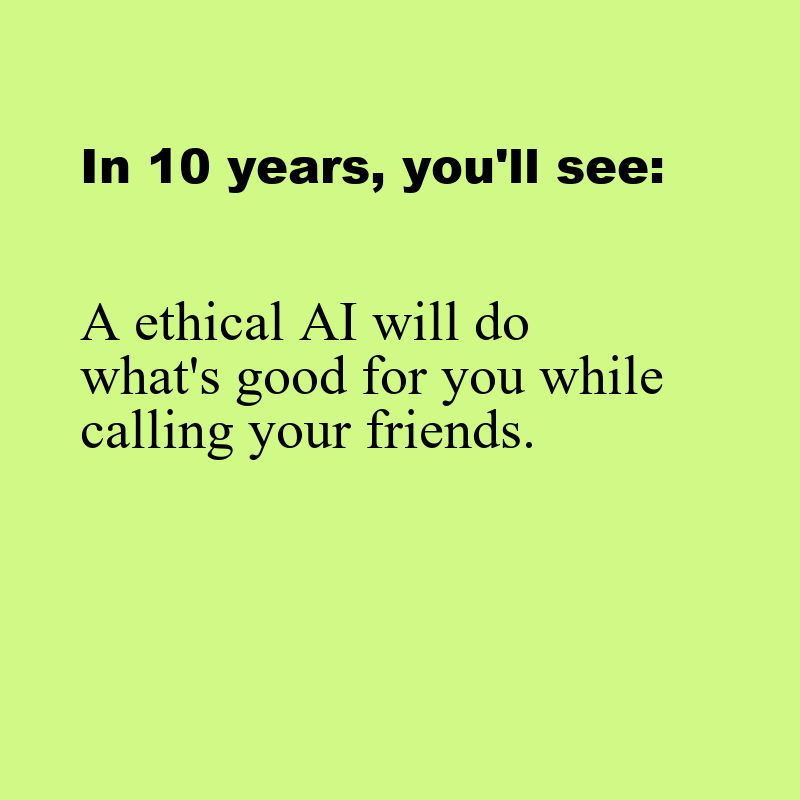 In 10 years, you'll see:
A ethical AI will do
what's good for you while
calling your friends.